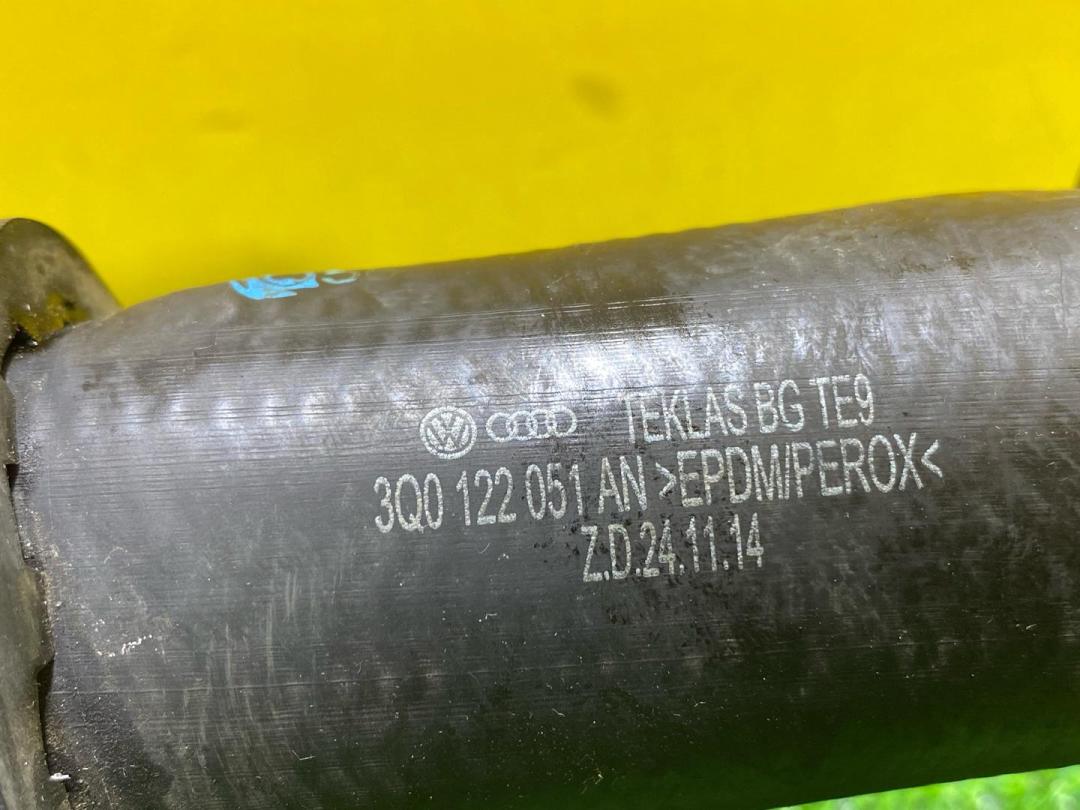 TEKLAS BG TE9
3Q0 122 051 AN >EPDM/PEROX<
Z.D.24.11.14